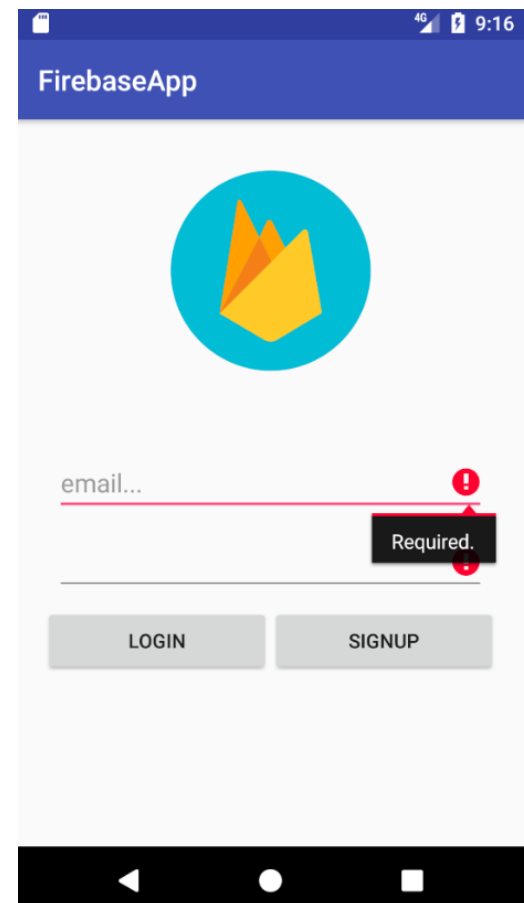 4G 9:16
FirebaseApp
email...
Required.
LOGIN SIGNUP